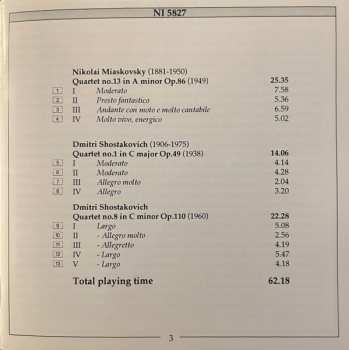 NI 5827
Nikolai Miaskovsky (1881-1950)
Quartet no.13 in A minor Op.86 (1949) 25.35
1 I Moderato 7.58
2 II Presto fantastico 5.36
3 III Andante con moto e molto cantabile 6.59
4 IV Molto vivo, energico 5.02
Dmitri Shostakovich (1906-1975)
Quartet no.1 in C major Op.49 (1938) 14.06
5 I Moderato 4.14
6 II Moderato 4.28
7 III Allegro molto 2.04
8 IV Allegro 3.20
Dmitri Shostakovich
Quartet no.8 in C minor Op.110 (1960) 22.28
9 I Largo 5.08
10 II - Allegro molto 2.56
11 III - Allegretto 4.19
12 IV - Largo 5.47
13 V - Largo 4.18
Total playing time 62.18
3